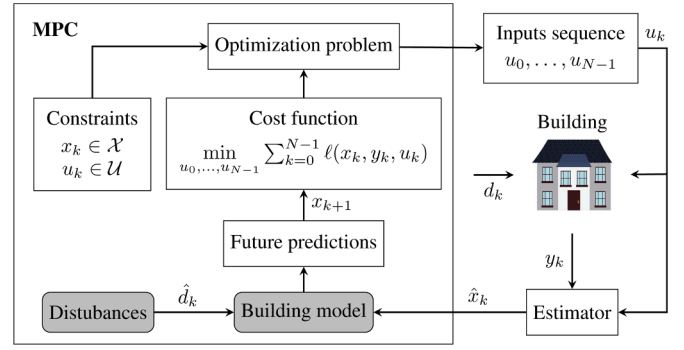 MPC
Optimization problem
Inputs sequence
u_0, . . . , u_{N−1}
u_k
Constraints
x_k ∈ 𝒳
u_k ∈ 𝒰
Cost function
min_{u_0,...,u_{N−1}} ∑_{k=0}^{N−1} ℓ(x_k, y_k, u_k)
Building
d_k
x_{k+1}
Future predictions
y_k
Distubances
d̂_k
Building model
x̂_k
Estimator